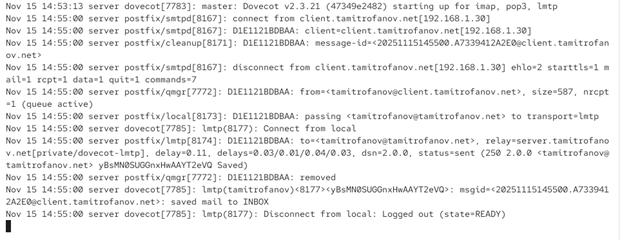 Nov 15 14:53:13 server dovecot[7783]: master: Dovecot v2.3.21 (47349e2482) starting up for imap, pop3, lmtp
Nov 15 14:55:00 server postfix/smtpd[8167]: connect from client.tamitrofanov.net[192.168.1.30]
Nov 15 14:55:00 server postfix/smtpd[8167]: D1E1121BDBAA: client=client.tamitrofanov.net[192.168.1.30]
Nov 15 14:55:00 server postfix/cleanup[8171]: D1E1121BDBAA: message-id=<20251115145500.A7339412A2E0@client.tamitrofan
ov.net>
Nov 15 14:55:00 server postfix/smtpd[8167]: disconnect from client.tamitrofanov.net[192.168.1.30] ehlo=2 starttls=1 m
ail=1 rcpt=1 data=1 quit=1 commands=7
Nov 15 14:55:00 server postfix/qmgr[7772]: D1E1121BDBAA: from=<tamitrofanov@client.tamitrofanov.net>, size=587, nrcpt
=1 (queue active)
Nov 15 14:55:00 server postfix/local[8173]: D1E1121BDBAA: passing <tamitrofanov@tamitrofanov.net> to transport=lmtp
Nov 15 14:55:00 server dovecot[7785]: lmtp(8177): Connect from local
Nov 15 14:55:00 server postfix/lmtp[8174]: D1E1121BDBAA: to=<tamitrofanov@tamitrofanov.net>, relay=server.tamitrofano
v.net[private/dovecot-lmtp], delay=0.11, delays=0.03/0.01/0.04/0.03, dsn=2.0.0, status=sent (250 2.0.0 <tamitrofanov@
tamitrofanov.net> yBsMN0SUGGnxHwAAYT2eVQ Saved)
Nov 15 14:55:00 server postfix/qmgr[7772]: D1E1121BDBAA: removed
Nov 15 14:55:00 server dovecot[7785]: lmtp(tamitrofanov)<8177><yBsMN0SUGGnxHwAAYT2eVQ>: msgid=<20251115145500.A733941
2A2E0@client.tamitrofanov.net>: saved mail to INBOX
Nov 15 14:55:00 server dovecot[7785]: lmtp(8177): Disconnect from local: Logged out (state=READY)